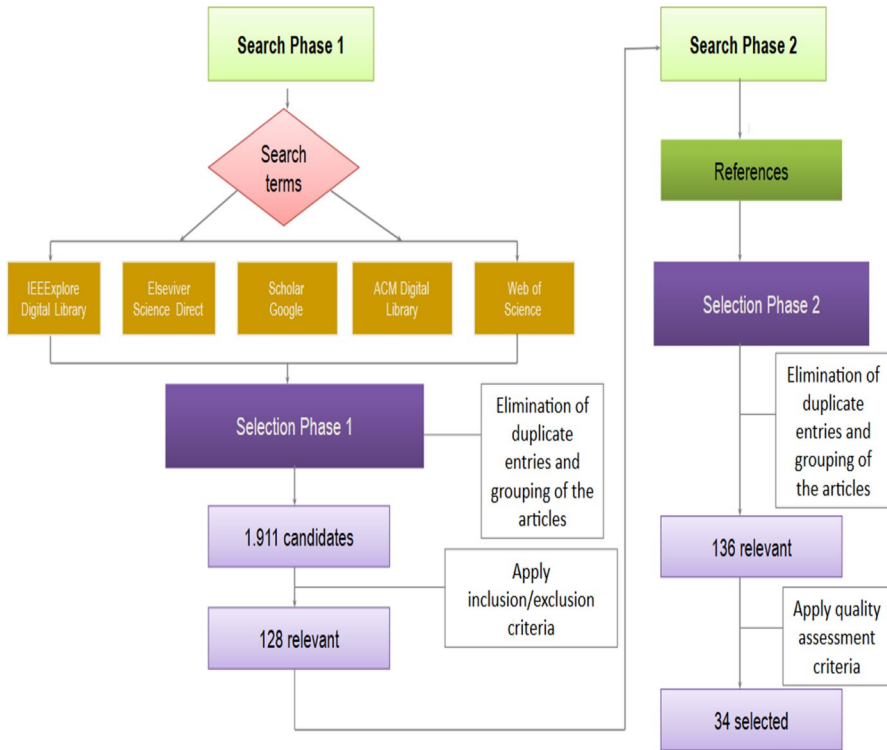 Search Phase 1
Search
terms
IEEExplore
Digital Library
Elseviver
Science Direct
Scholar
Google
ACM Digital
Library
Web of
Science
Selection Phase 1
Elimination of
duplicate
entries and
grouping of the
articles
1.911 candidates
Apply
inclusion/exclusion
criteria
128 relevant
Search Phase 2
References
Selection Phase 2
Elimination of
duplicate
entries and
grouping of
the articles
136 relevant
Apply quality
assessment
criteria
34 selected